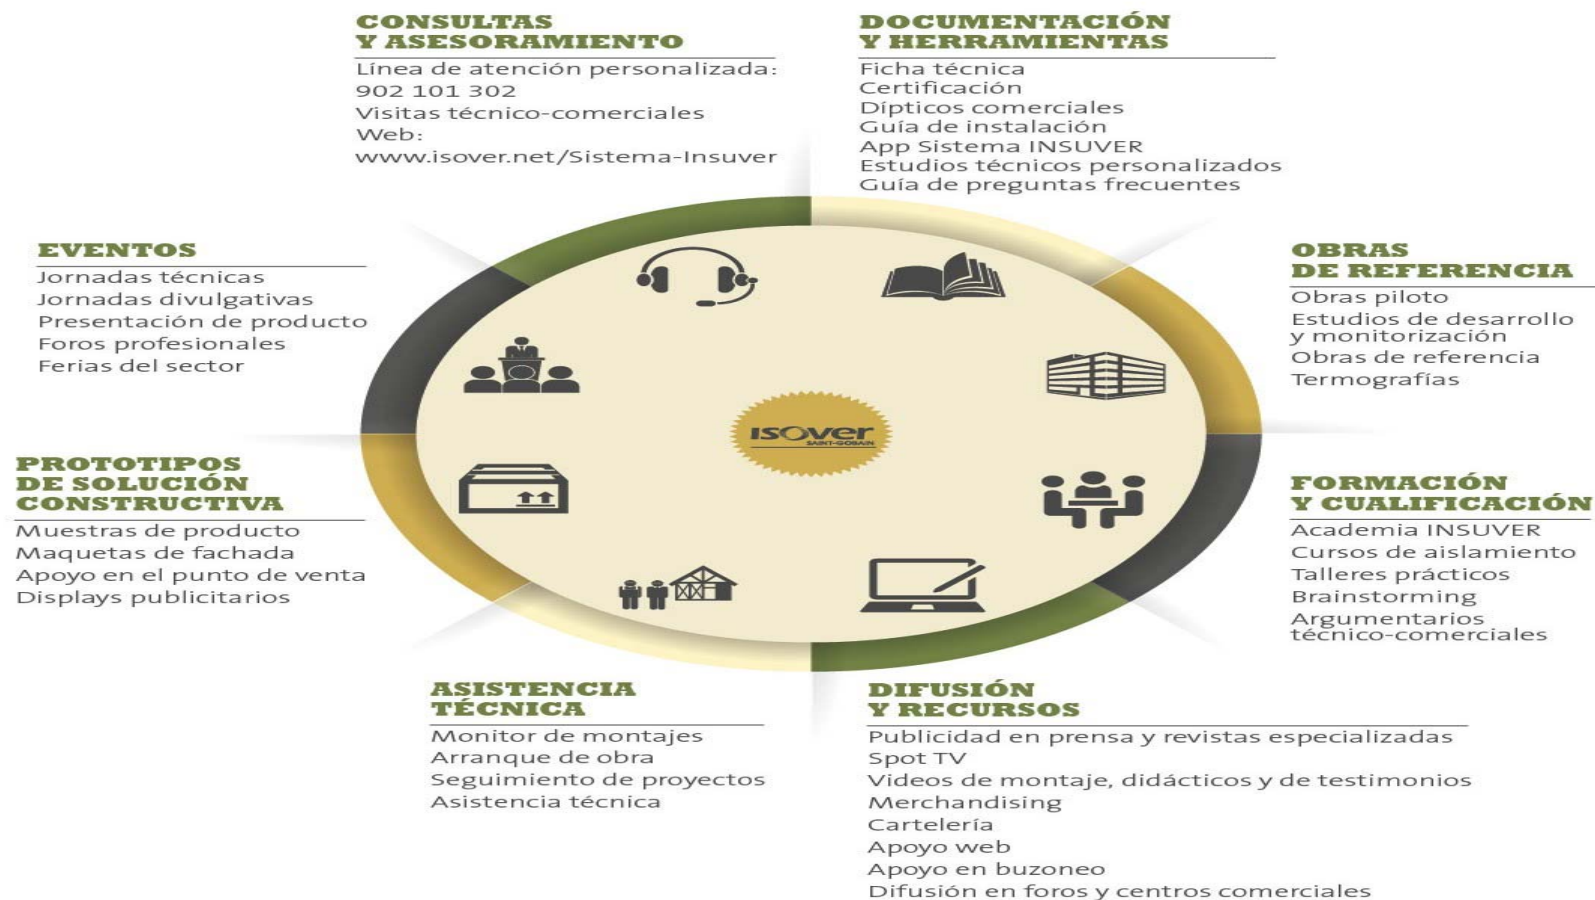 CONSULTAS
Y ASESORAMIENTO
Línea de atención personalizada:
902 101 302
Visitas técnico-comerciales
Web:
www.isover.net/Sistema-Insuver
DOCUMENTACIÓN
Y HERRAMIENTAS
Ficha técnica
Certificación
Dípticos comerciales
Guía de instalación
App Sistema INSUVER
Estudios técnicos personalizados
Guía de preguntas frecuentes
EVENTOS
Jornadas técnicas
Jornadas divulgativas
Presentación de producto
Foros profesionales
Ferias del sector
OBRAS
DE REFERENCIA
Obras piloto
Estudios de desarrollo
y monitorización
Obras de referencia
Termografías
isover
SAINT-GOBAIN
PROTOTIPOS
DE SOLUCIÓN
CONSTRUCTIVA
Muestras de producto
Maquetas de fachada
Apoyo en el punto de venta
Displays publicitarios
FORMACIÓN
Y CUALIFICACIÓN
Academia INSUVER
Cursos de aislamiento
Talleres prácticos
Brainstorming
Argumentarios
técnico-comerciales
ASISTENCIA
TÉCNICA
Monitor de montajes
Arranque de obra
Seguimiento de proyectos
Asistencia técnica
DIFUSIÓN
Y RECURSOS
Publicidad en prensa y revistas especializadas
Spot TV
Videos de montaje, didácticos y de testimonios
Merchandising
Cartelería
Apoyo web
Apoyo en buzoneo
Difusión en foros y centros comerciales